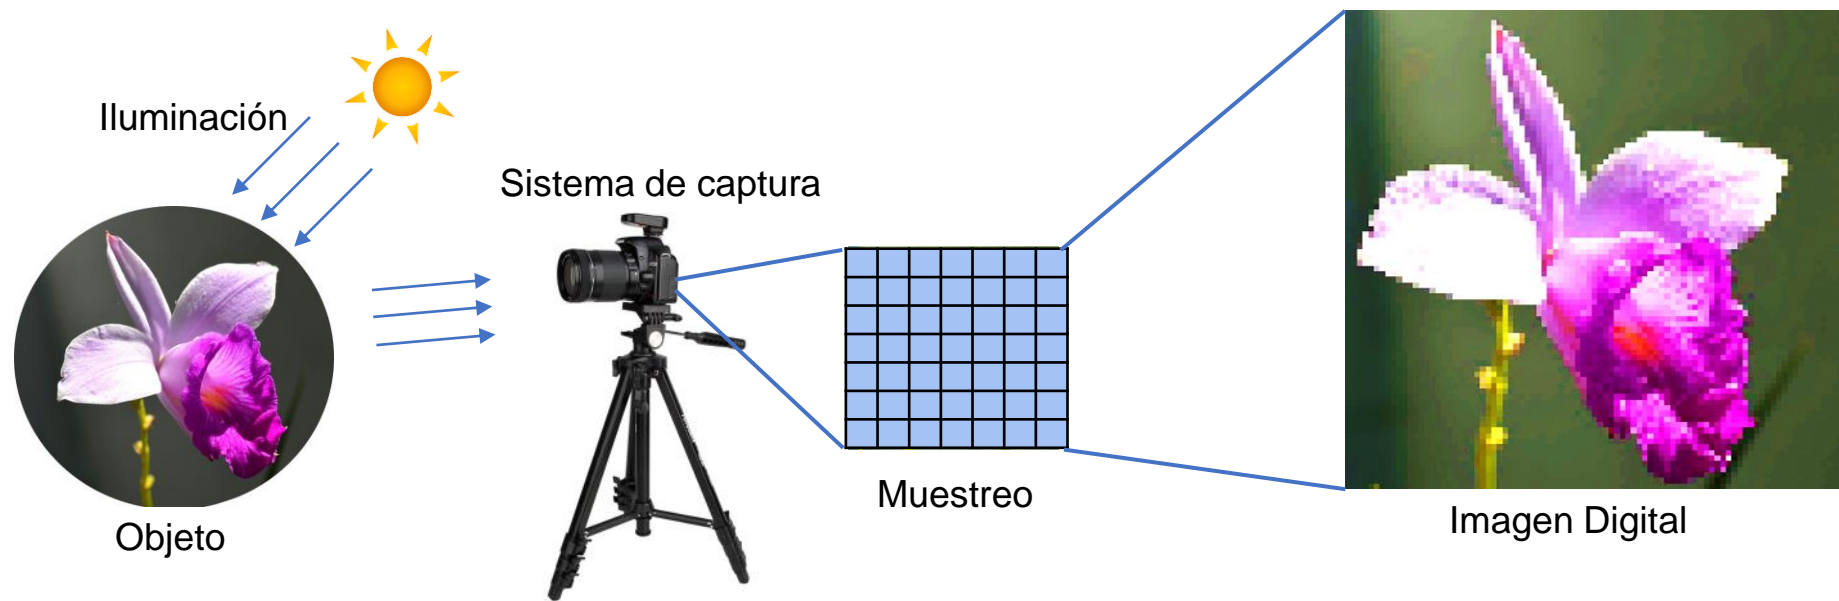 Iluminación
Sistema de captura
Objeto
Muestreo
Imagen Digital